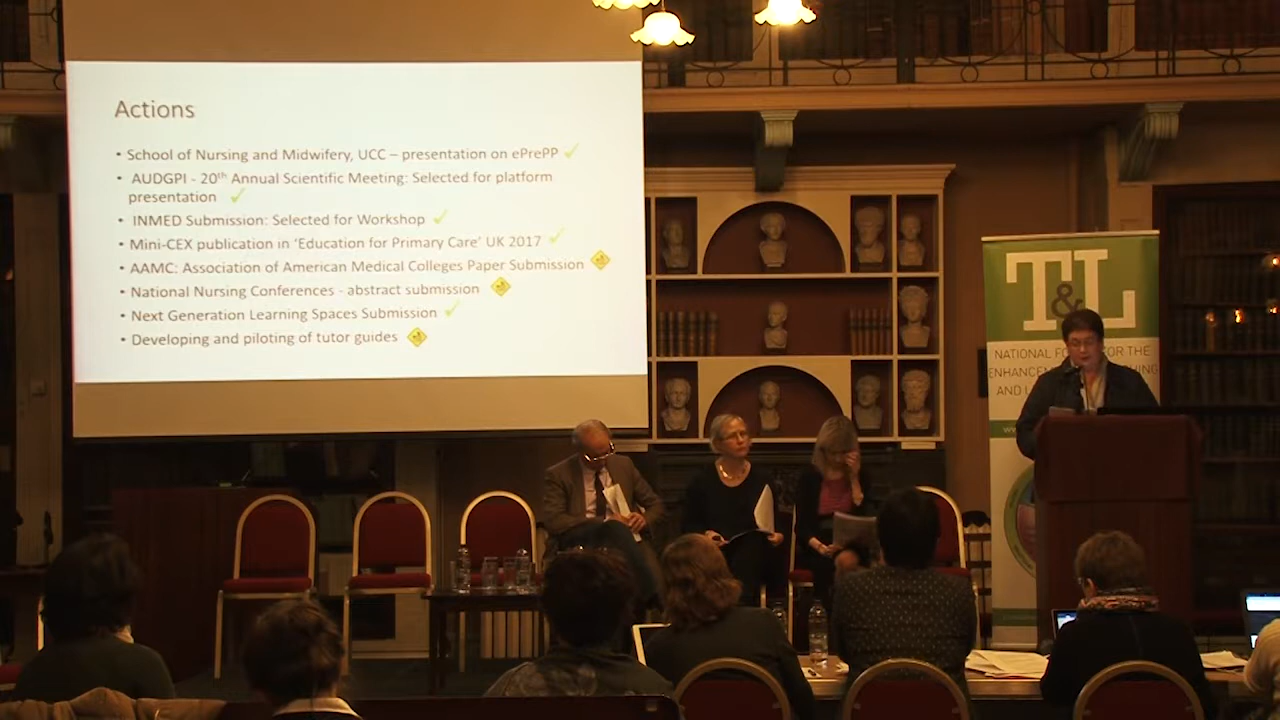 Actions
• School of Nursing and Midwifery, UCC – presentation on ePrePP ✓
• AUDGPI - 20th Annual Scientific Meeting: Selected for platform
presentation ✓
• INMED Submission: Selected for Workshop ✓
• Mini-CEX publication in ‘Education for Primary Care’ UK 2017 ✓
• AAMC: Association of American Medical Colleges Paper Submission
• National Nursing Conferences - abstract submission
• Next Generation Learning Spaces Submission ✓
• Developing and piloting of tutor guides
T&L
NATIONAL FOR THE
AND